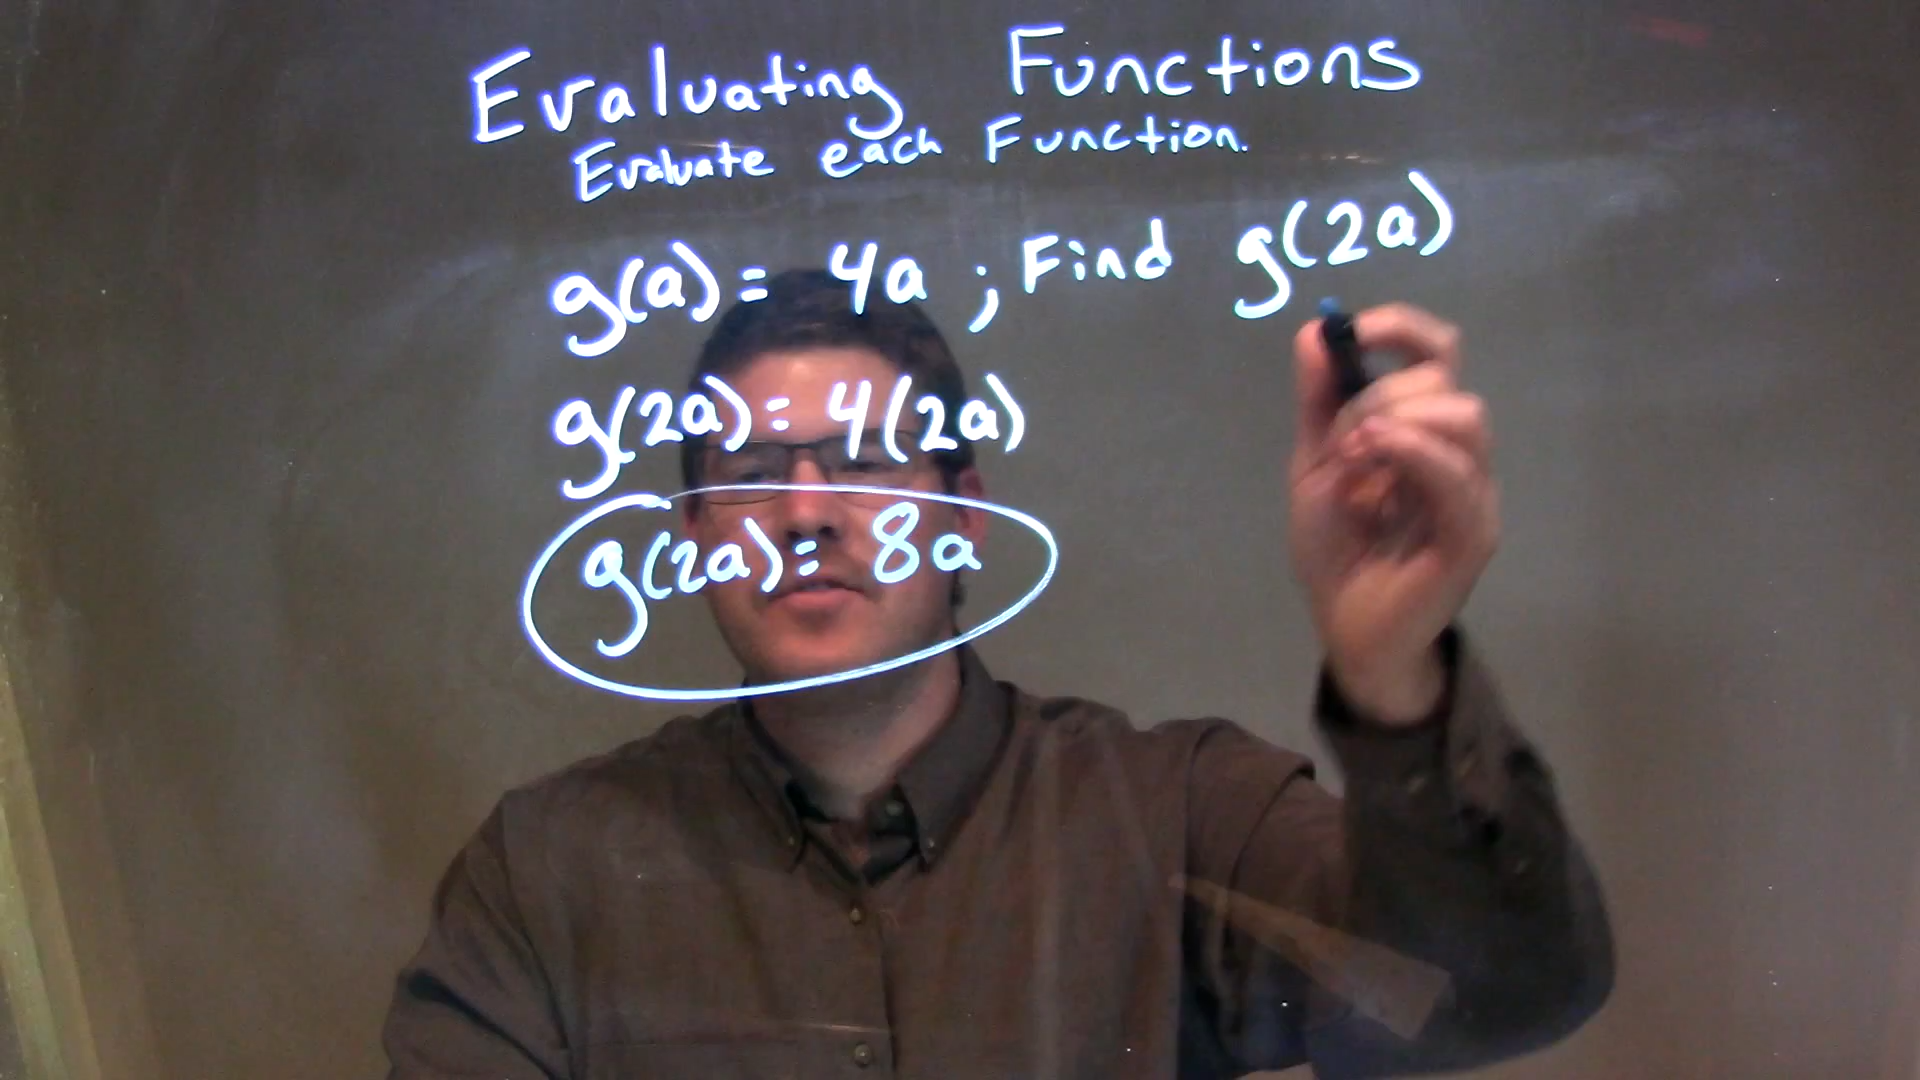 Evaluating Functions
Evaluate each Function.
g(a) = 4a ; Find g(2a)
g(2a) = 4(2a)
g(2a) = 8a